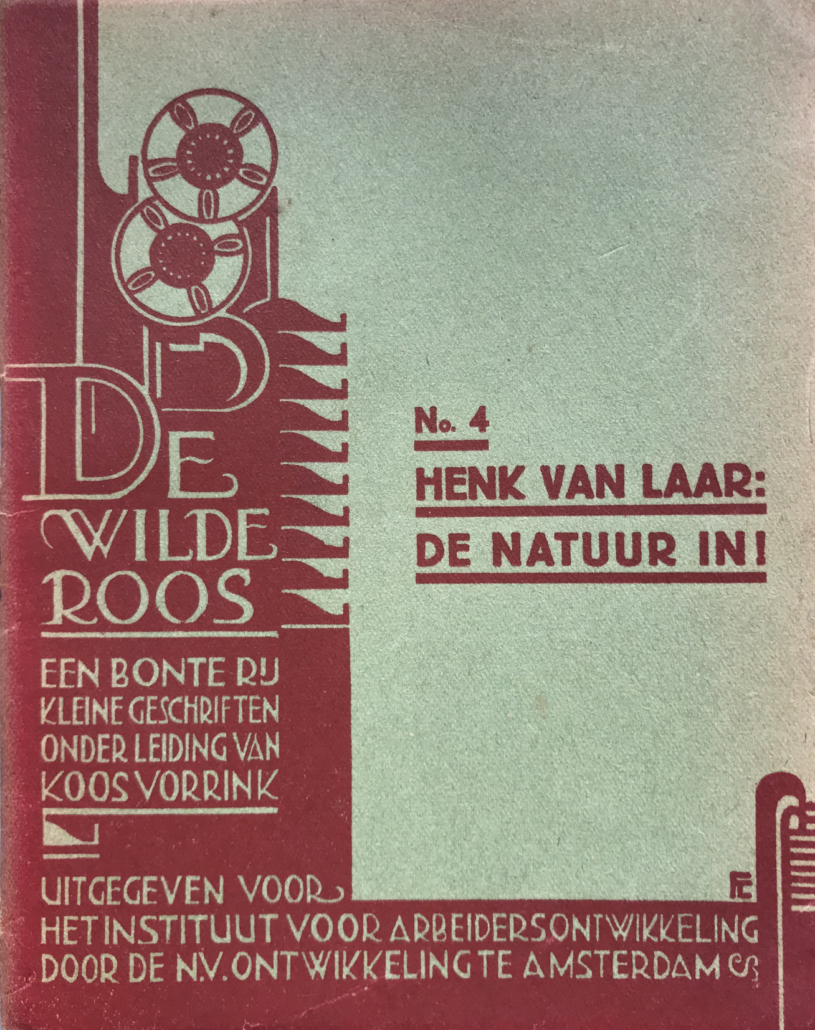 DE
WILDE
ROOS
EEN BONTE RIJ
KLEINE GESCHRIFTEN
ONDER LEIDING VAN
KOOS VORRINK
No. 4
HENK VAN LAAR:
DE NATUUR IN!
UITGEGEVEN VOOR
HET INSTITUUT VOOR ARBEIDERSONTWIKKELING
DOOR DE N.V. ONTWIKKELING TE AMSTERDAM